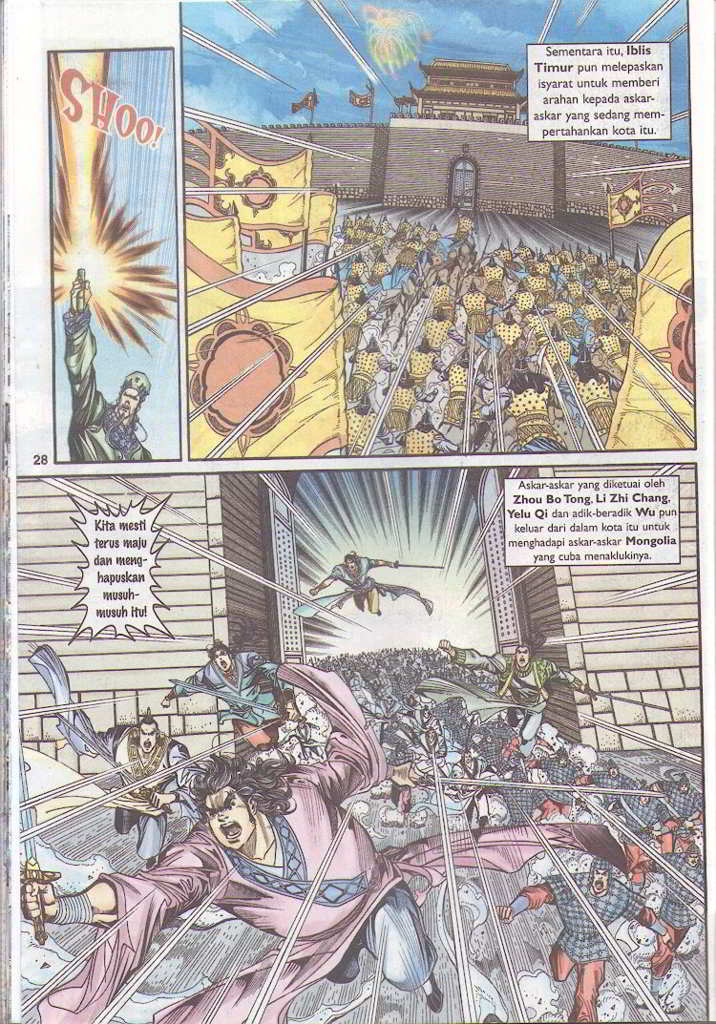 SHOO!
Sementara itu, Iblis
Timur pun melepaskan
isyarat untuk memberi
arahan kepada askar-
askar yang sedang mem-
pertahankan kota itu.
28
Kita mesti
terus maju
dan meng-
hapuskan
musuh-
musuh itu!
Askar-askar yang diketuai oleh
Zhou Bo Tong, Li Zhi Chang,
Yelu Qi dan adik-beradik Wu pun
keluar dari dalam kota itu untuk
menghadapi askar-askar Mongolia
yang cuba menaklukinya.